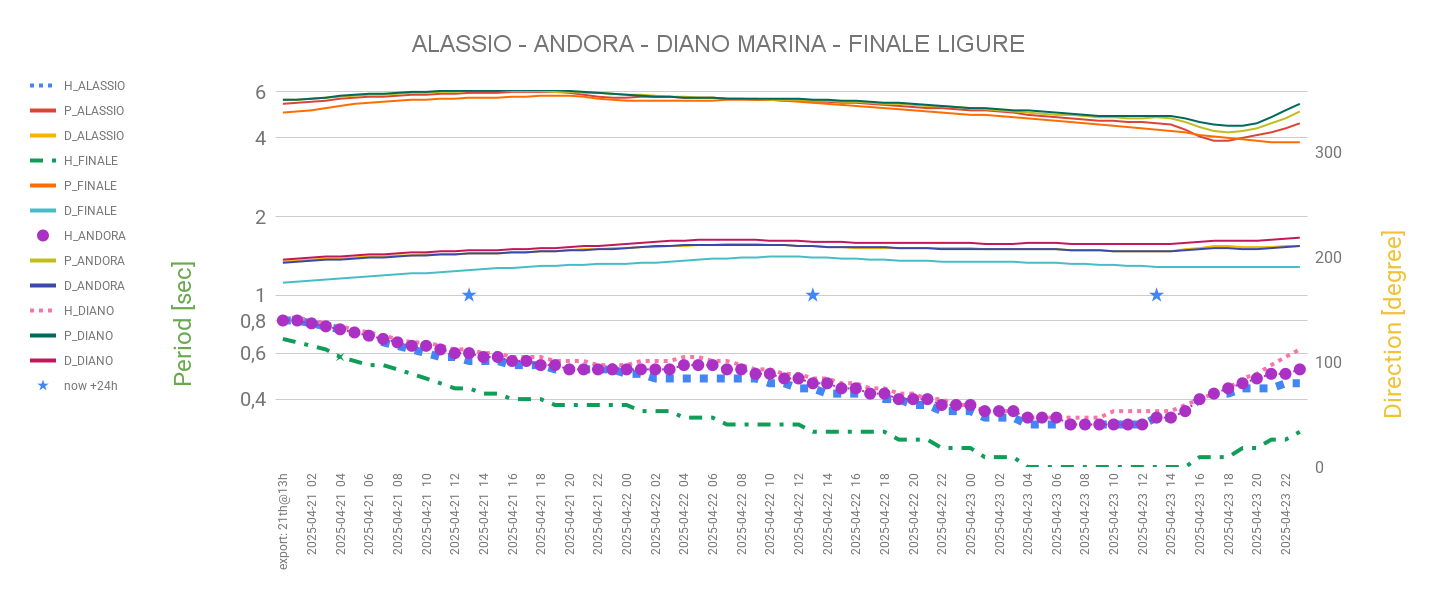 ALASSIO - ANDORA - DIANO MARINA - FINALE LIGURE
H_ALASSIO
P_ALASSIO
D_ALASSIO
H_FINALE
P_FINALE
D_FINALE
H_ANDORA
P_ANDORA
D_ANDORA
H_DIANO
P_DIANO
D_DIANO
now +24h
Period [sec]
6
4
2
1
0,8
0,6
0,4
300
200
100
0
Direction [degree]
export: 21th@13h
2025-04-21 02
2025-04-21 04
2025-04-21 06
2025-04-21 08
2025-04-21 10
2025-04-21 12
2025-04-21 14
2025-04-21 16
2025-04-21 18
2025-04-21 20
2025-04-21 22
2025-04-22 00
2025-04-22 02
2025-04-22 04
2025-04-22 06
2025-04-22 08
2025-04-22 10
2025-04-22 12
2025-04-22 14
2025-04-22 16
2025-04-22 18
2025-04-22 20
2025-04-22 22
2025-04-23 00
2025-04-23 02
2025-04-23 04
2025-04-23 06
2025-04-23 08
2025-04-23 10
2025-04-23 12
2025-04-23 14
2025-04-23 16
2025-04-23 18
2025-04-23 20
2025-04-23 22